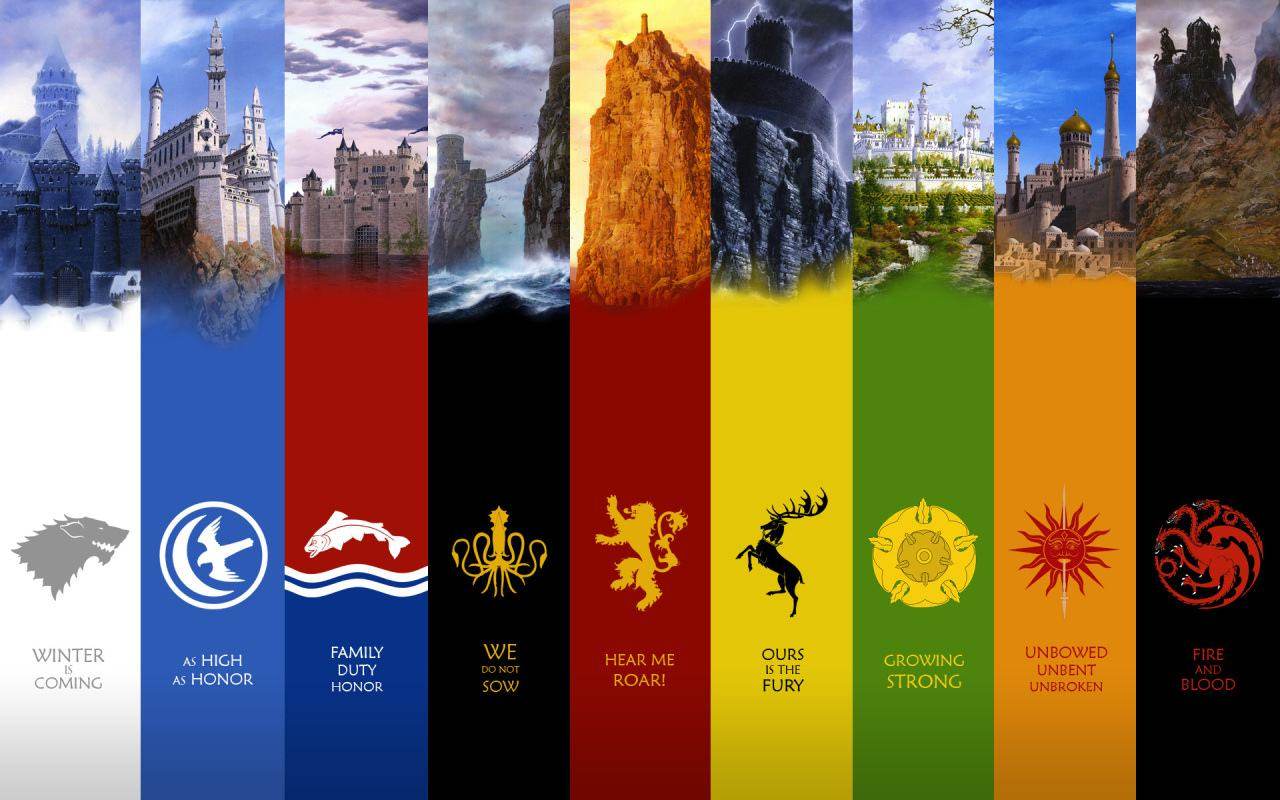 WINTER
IS
COMING
AS HIGH
AS HONOR
FAMILY
DUTY
HONOR
WE
DO NOT
SOW
HEAR ME
ROAR!
OURS
IS THE
FURY
GROWING
STRONG
UNBOWED
UNBENT
UNBROKEN
FIRE
AND
BLOOD